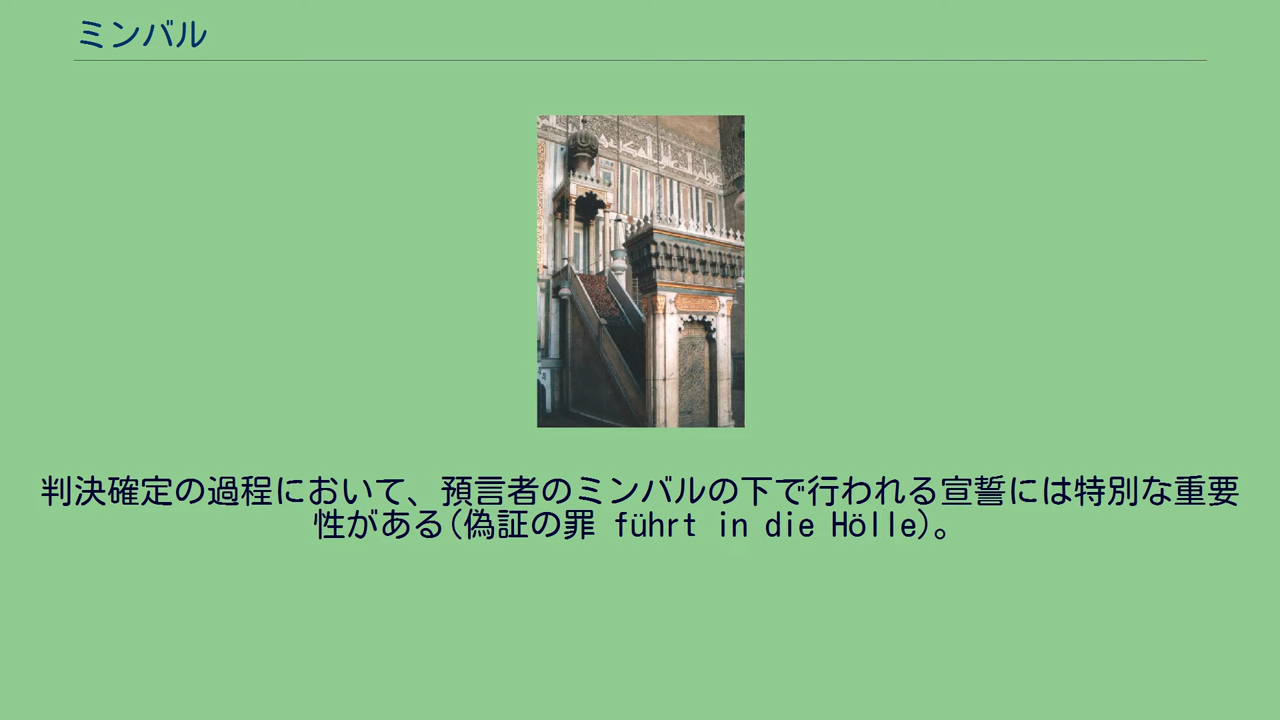 ミンバル
判決確定の過程において、預言者のミンバルの下で行われる宣誓には特別な重要
性がある(偽証の罪 führt in die Hölle)。